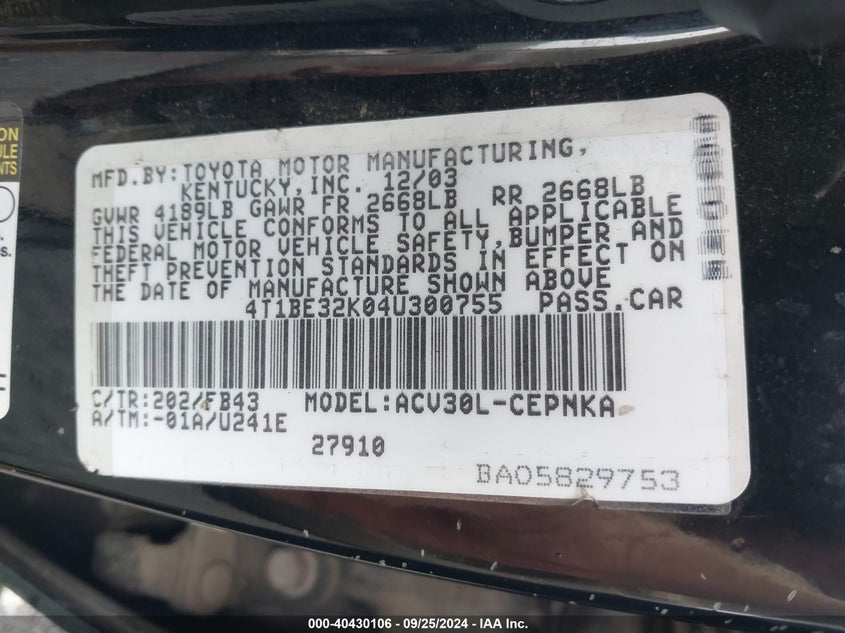 ON
ULE
NTS
s.
MFD.BY:TOYOTA MOTOR MANUFACTURING,
KENTUCKY,INC. 12/03
GVWR 4189LB GAWR FR 2668LB RR 2668LB
THIS VEHICLE CONFORMS TO ALL APPLICABLE
FEDERAL MOTOR VEHICLE SAFETY,BUMPER AND
THEFT PREVENTION STANDARDS IN EFFECT ON
THE DATE OF MANUFACTURE SHOWN ABOVE
4T1BE32K04U300755 PASS.CAR
C/TR:202/FB43 MODEL:ACV30L-CEPNKA
A/TM:-01A/U241E
27910
BA05829753
000-40430106 - 09/25/2024 - IAA Inc.